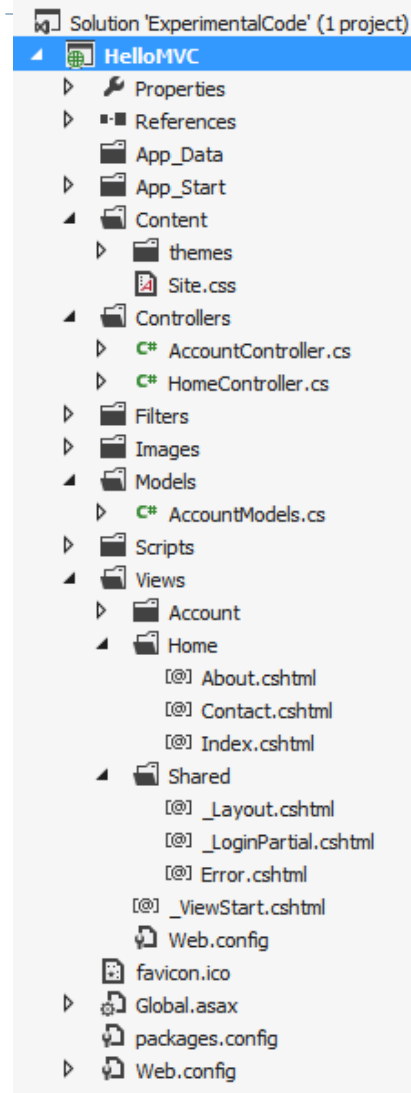 Solution 'ExperimentalCode' (1 project)
HelloMVC
Properties
References
App_Data
App_Start
Content
themes
Site.css
Controllers
C# AccountController.cs
C# HomeController.cs
Filters
Images
Models
C# AccountModels.cs
Scripts
Views
Account
Home
[@] About.cshtml
[@] Contact.cshtml
[@] Index.cshtml
Shared
[@] _Layout.cshtml
[@] _LoginPartial.cshtml
[@] Error.cshtml
[@] _ViewStart.cshtml
Web.config
favicon.ico
Global.asax
packages.config
Web.config